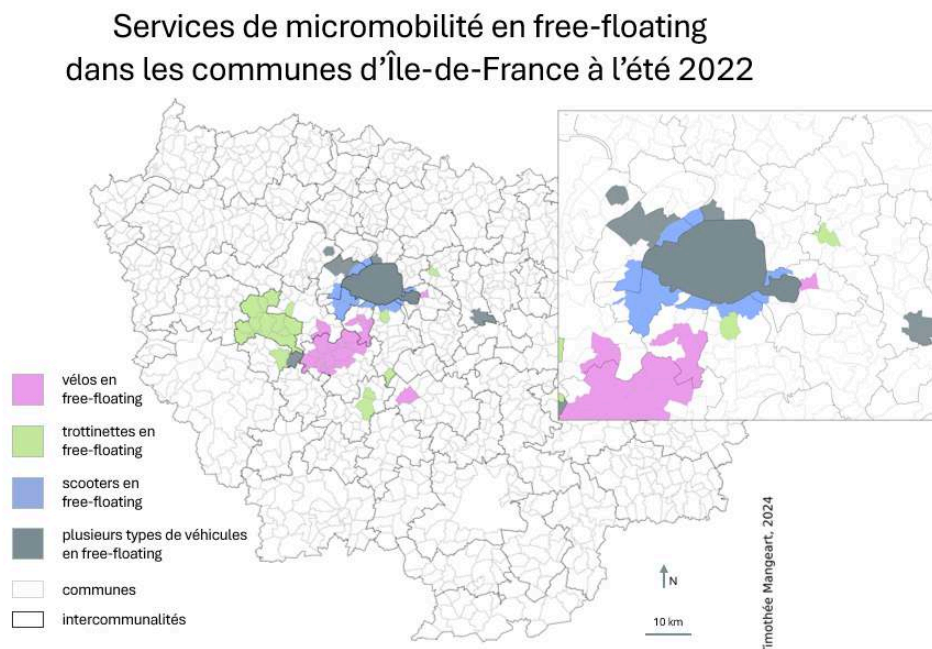 Services de micromobilité en free-floating
dans les communes d'Île-de-France à l'été 2022
vélos en
free-floating
trottinettes en
free-floating
scooters en
free-floating
plusieurs types de véhicules
en free-floating
communes
intercommunalités
N
10 km
Timothée Mangeart, 2024